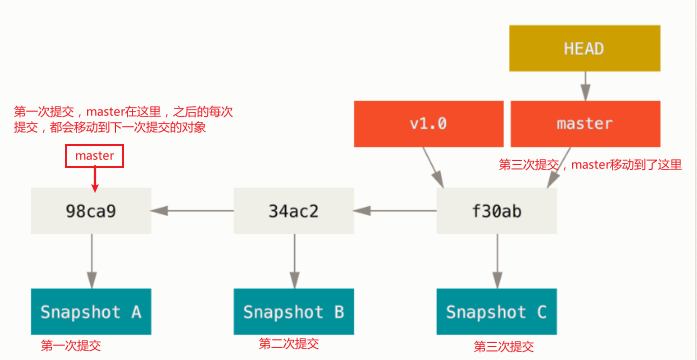 HEAD
第一次提交，master在这里，之后的每次
提交，都会移动到下一次提交的对象
v1.0
master
master
第三次提交，master移动到了这里
98ca9
34ac2
f30ab
Snapshot A
Snapshot B
Snapshot C
第一次提交
第二次提交
第三次提交